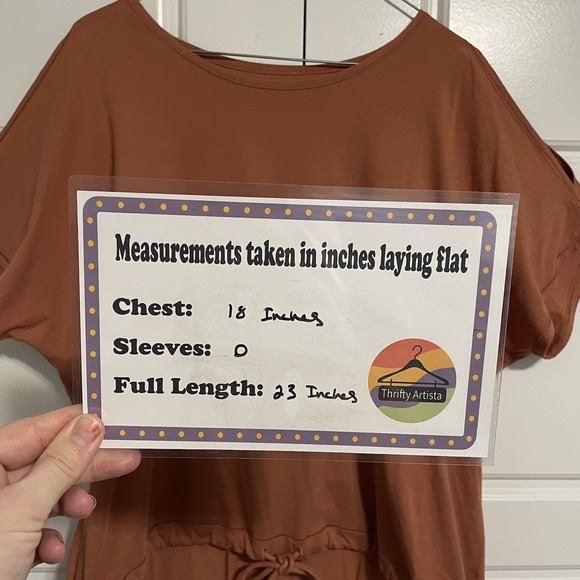 Measurements taken in inches laying flat
Chest: 18 Inches
Sleeves: 0
Full Length: 23 Inches
Thrifty Artista